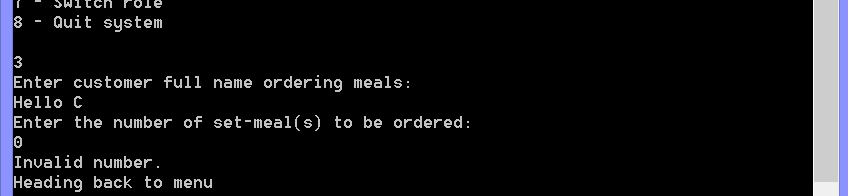 7 - Switch role
8 - Quit system
3
Enter customer full name ordering meals:
Hello C
Enter the number of set-meal(s) to be ordered:
0
Invalid number.
Heading back to menu